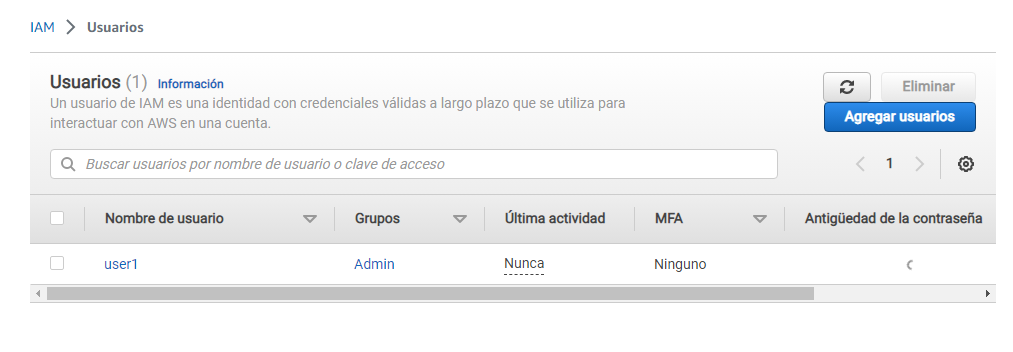 IAM > Usuarios
Usuarios (1) Información
Un usuario de IAM es una identidad con credenciales válidas a largo plazo que se utiliza para
interactuar con AWS en una cuenta.
Eliminar
Agregar usuarios
Buscar usuarios por nombre de usuario o clave de acceso
1
Nombre de usuario Grupos Última actividad MFA Antigüedad de la contraseña
user1 Admin Nunca Ninguno